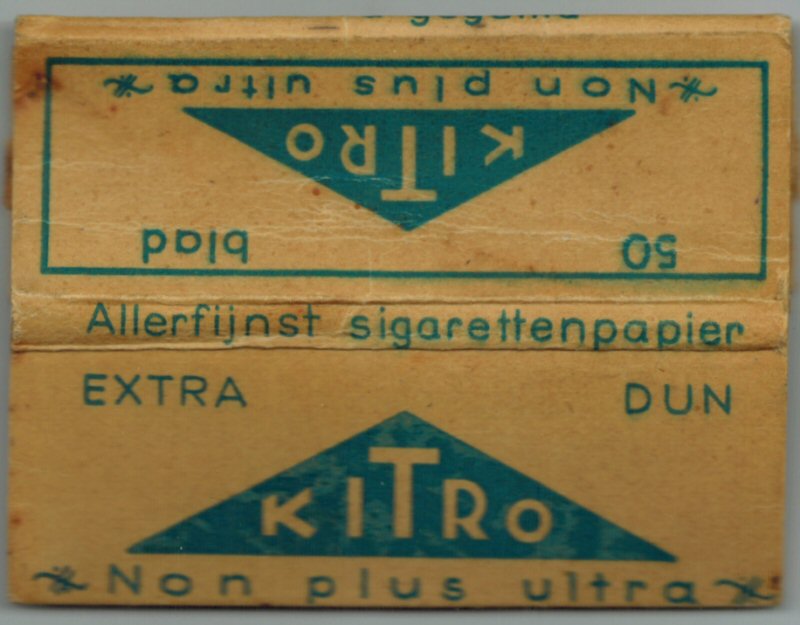 Non plus ultra
KITRO
50 blad
Allerfijnst sigarettenpapier
EXTRA DUN
KITRO
Non plus ultra